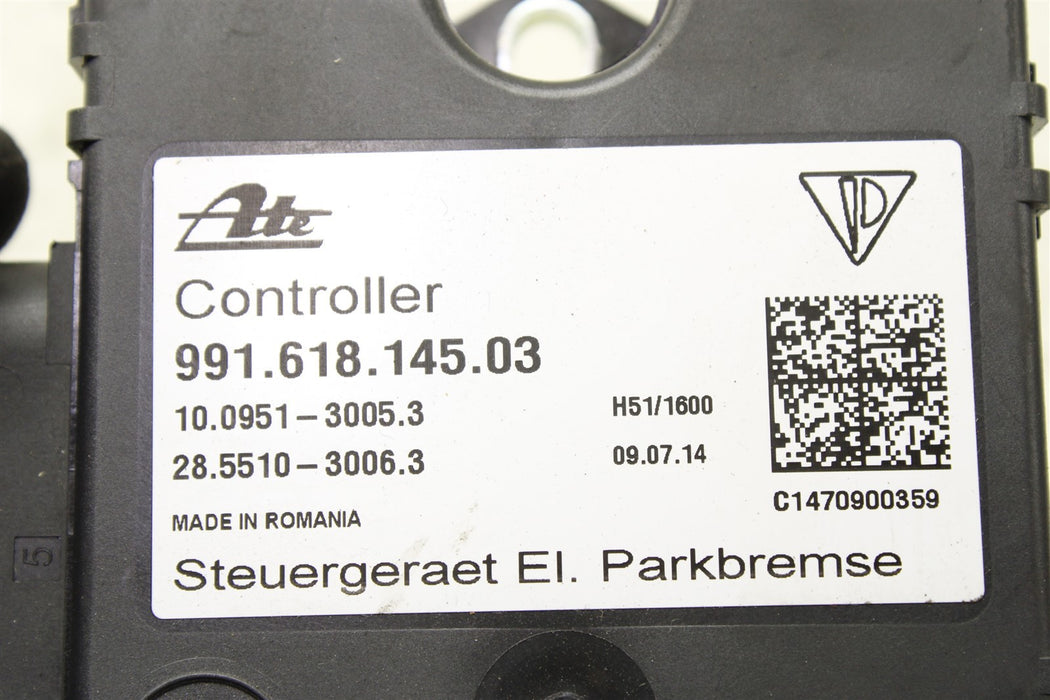 Ate
Controller
991.618.145.03
10.0951-3005.3
H51/1600
28.5510-3006.3
09.07.14
C1470900359
MADE IN ROMANIA
Steuergeraet El. Parkbremse
5